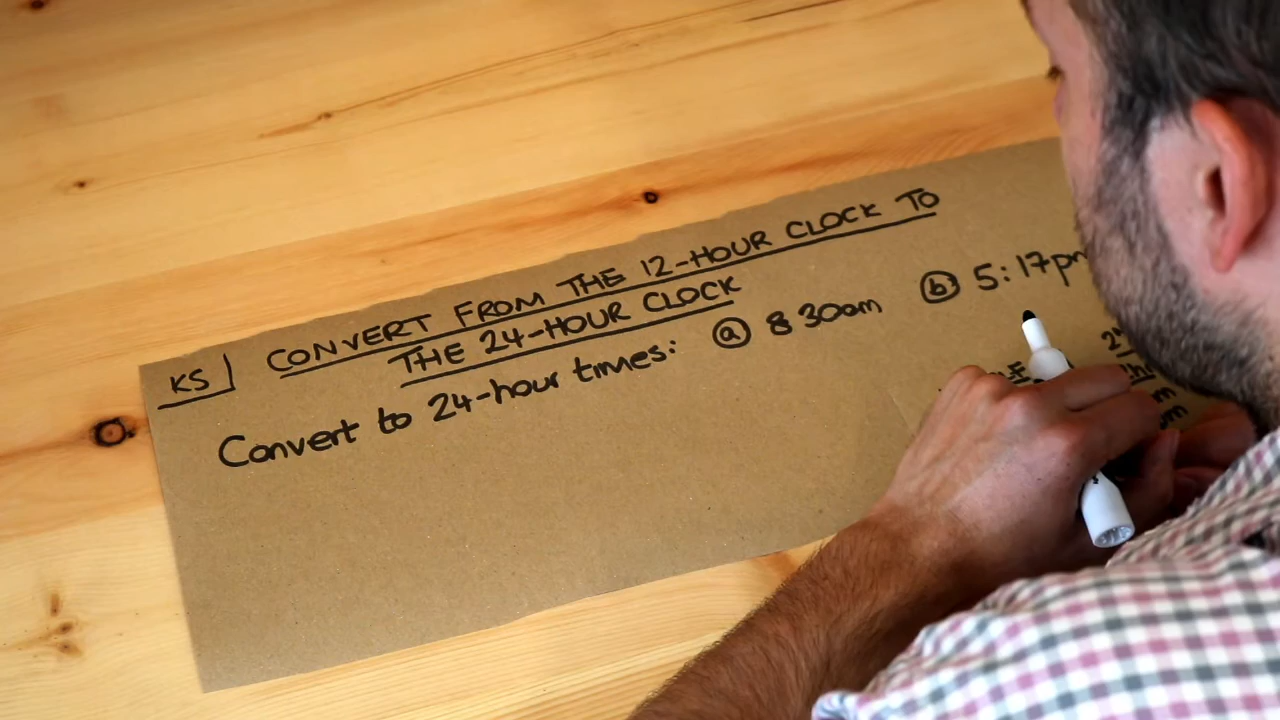 KS
CONVERT FROM THE 12-HOUR CLOCK TO
THE 24-HOUR CLOCK
Convert to 24-hour times: (a) 8 30am (b) 5:17pm